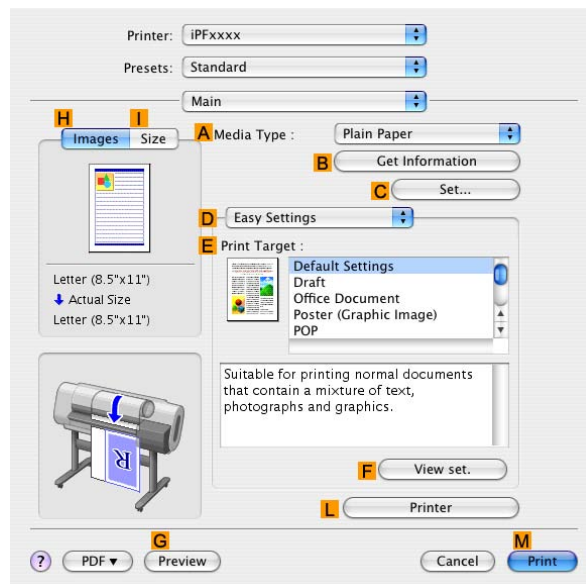 Printer: iPFxxxx
Presets: Standard
Main
H I
Images Size
A Media Type : Plain Paper
B Get Information
C Set...
D Easy Settings
E Print Target :
Default Settings
Draft
Office Document
Poster (Graphic Image)
POP
Letter (8.5"x11")
Actual Size
Letter (8.5"x11")
Suitable for printing normal documents
that contain a mixture of text,
photographs and graphics.
R
F View set.
L Printer
G M
? PDF▼ Preview Cancel Print